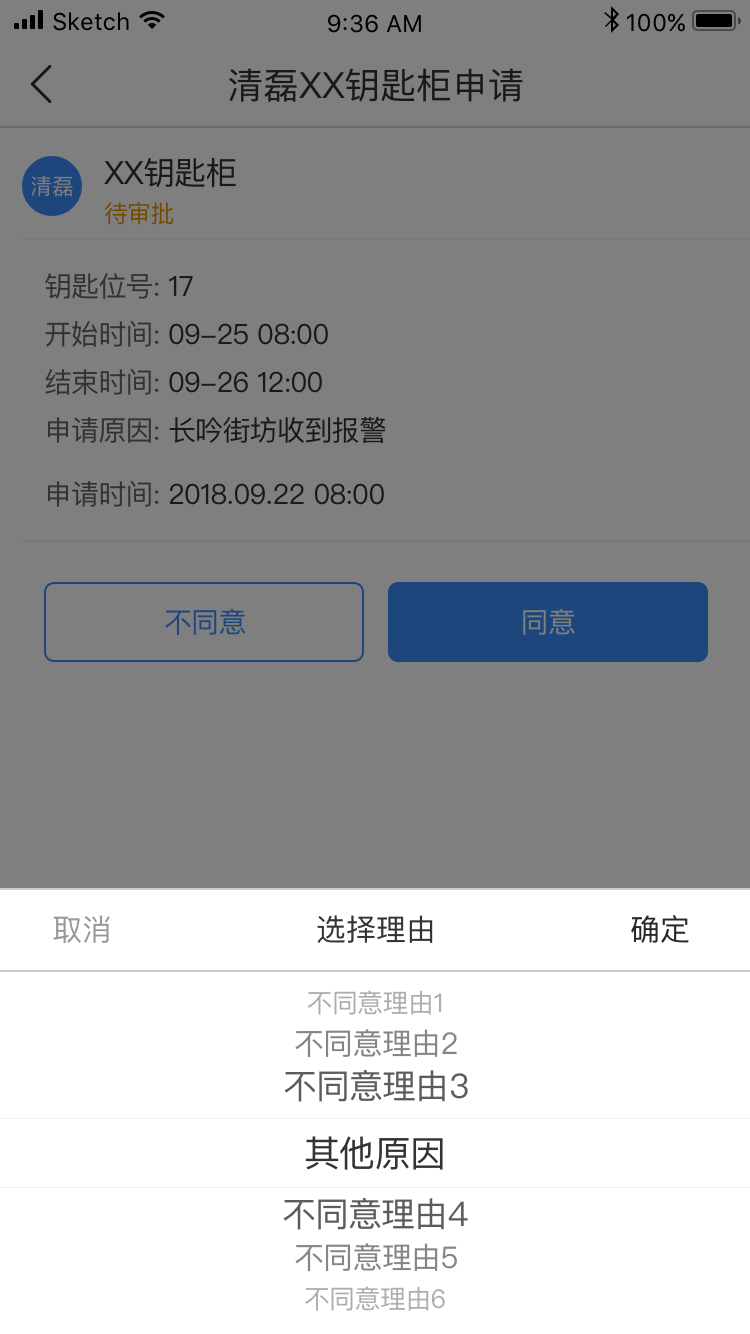 Sketch 9:36 AM 100%
清磊XX钥匙柜申请
清磊
XX钥匙柜
待审批
钥匙位号: 17
开始时间: 09–25 08:00
结束时间: 09–26 12:00
申请原因: 长吟街坊收到报警
申请时间: 2018.09.22 08:00
不同意 同意
取消 选择理由 确定
不同意理由1
不同意理由2
不同意理由3
其他原因
不同意理由4
不同意理由5
不同意理由6